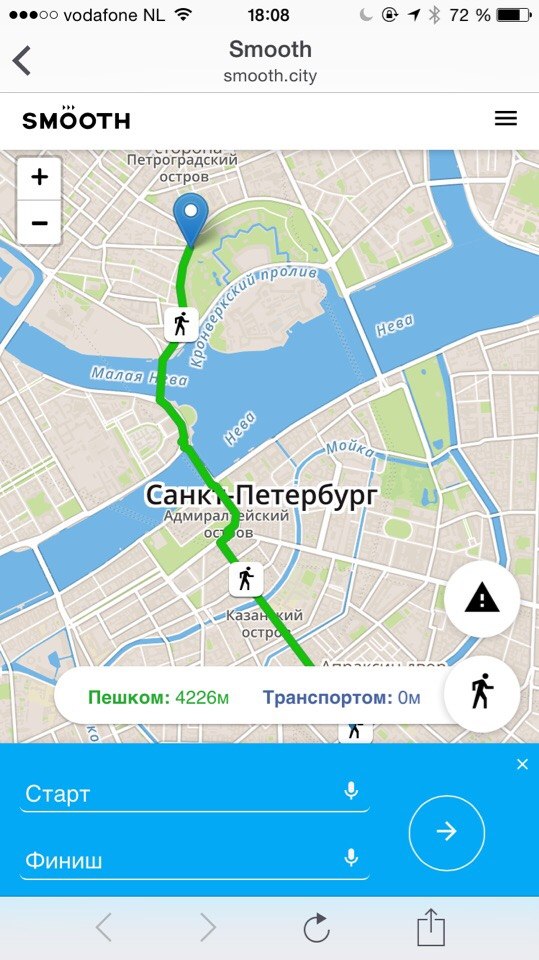 vodafone NL
18:08
72 %
Smooth
smooth.city
SMOOTH
сторона
Петроградский
остров
+
−
Кронверкский пролив
Нева
Малая Нева
Нева
Мойка
Санкт-Петербург
Адмиралтейский
остров
Казанский
остров
Апраксин двор
Пешком: 4226м
Транспортом: 0м
Старт
Финиш